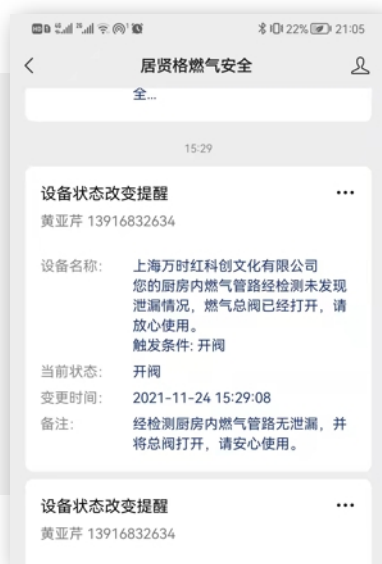 22% 21:05
居贤格燃气安全
全...
15:29
设备状态改变提醒
黄亚芹 13916832634
设备名称: 上海万时红科创文化有限公司
您的厨房内燃气管路经检测未发现
泄漏情况，燃气总阀已经打开，请
放心使用。
触发条件: 开阀
当前状态: 开阀
变更时间: 2021-11-24 15:29:08
备注: 经检测厨房内燃气管路无泄漏，并
将总阀打开，请安心使用。
设备状态改变提醒
黄亚芹 13916832634